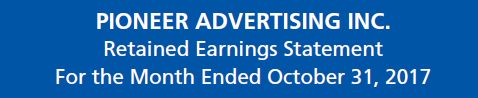 PIONEER ADVERTISING INC.
Retained Earnings Statement
For the Month Ended October 31, 2017